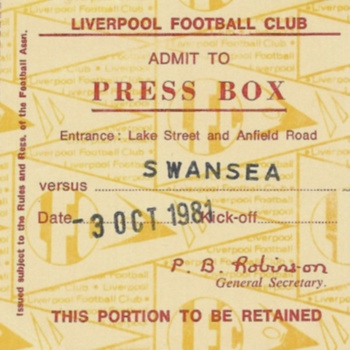 LIVERPOOL FOOTBALL CLUB
ADMIT TO
PRESS BOX
Entrance: Lake Street and Anfield Road
SWANSEA
versus
Date -3 OCT 1981 Kick-off
P. B. Robinson
General Secretary.
THIS PORTION TO BE RETAINED
Issued subject to the Rules and Regs. of the Football Assn.